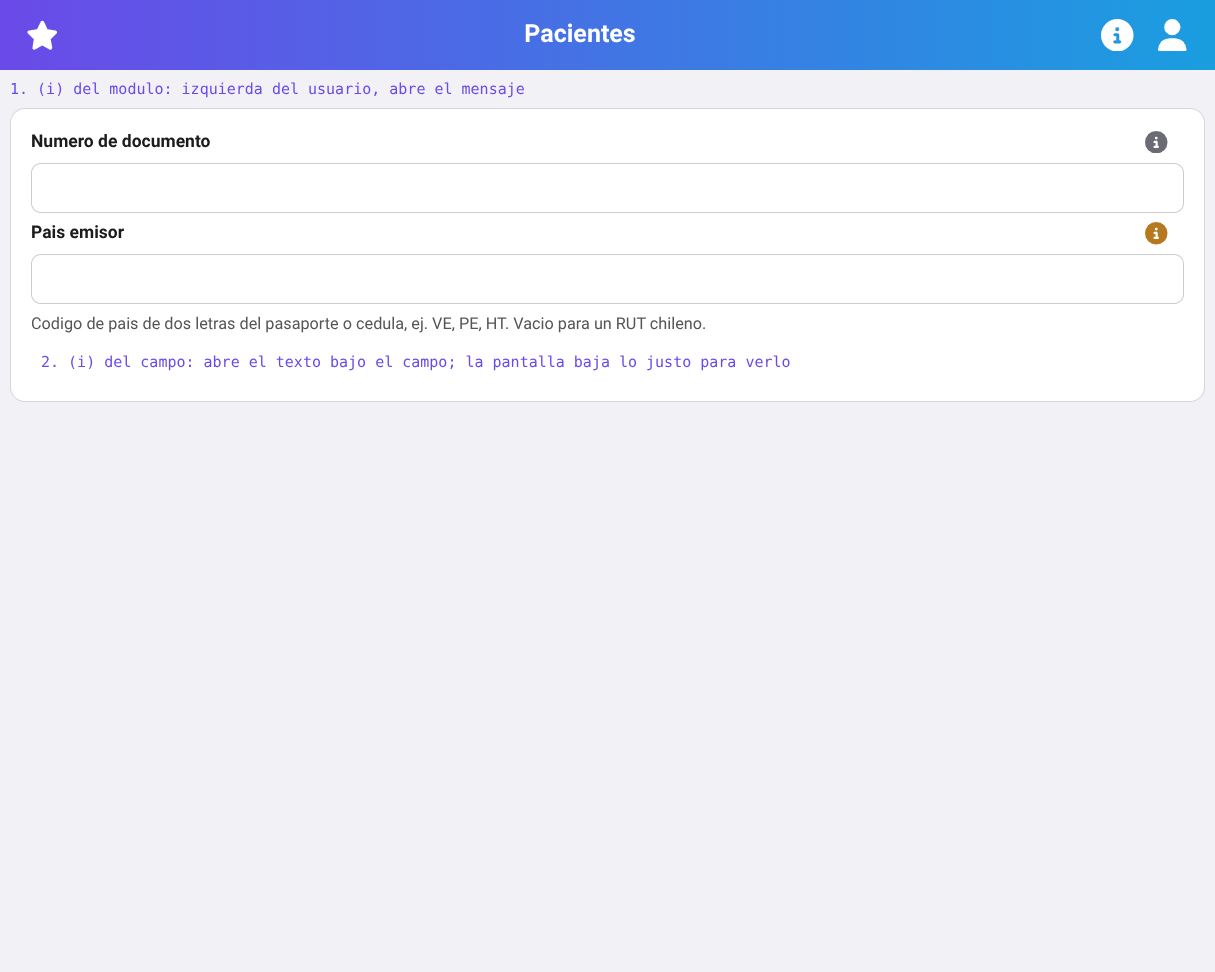 Pacientes
1. (i) del modulo: izquierda del usuario, abre el mensaje
Numero de documento
Pais emisor
Codigo de pais de dos letras del pasaporte o cedula, ej. VE, PE, HT. Vacio para un RUT chileno.
2. (i) del campo: abre el texto bajo el campo; la pantalla baja lo justo para verlo